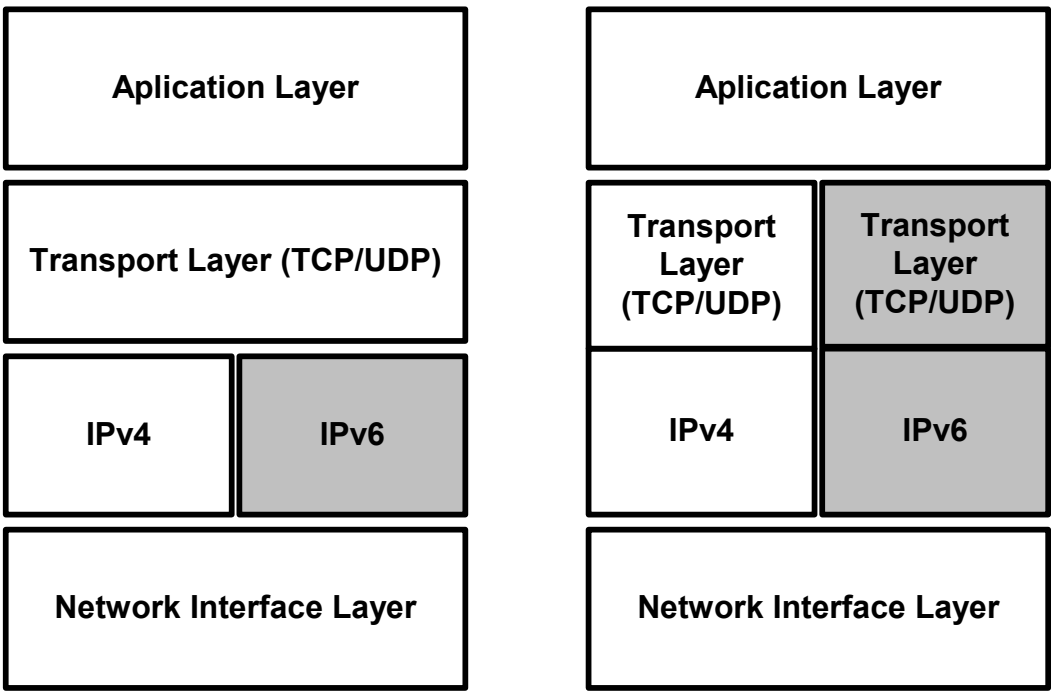 Aplication Layer
Transport Layer (TCP/UDP)
IPv4
IPv6
Network Interface Layer
Aplication Layer
Transport
Layer
(TCP/UDP)
Transport
Layer
(TCP/UDP)
IPv4
IPv6
Network Interface Layer